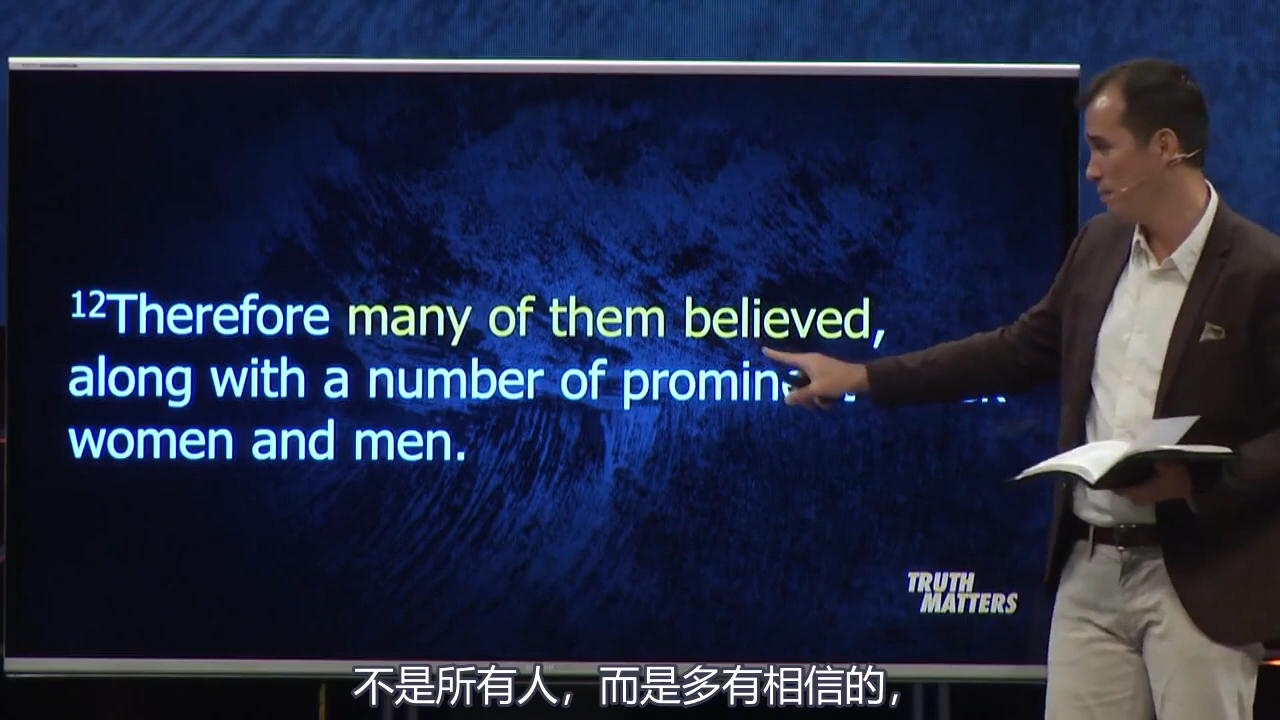 ¹²Therefore many of them believed,
along with a number of
women and men.
TRUTH
MATTERS
不是所有人，而是多有相信的，